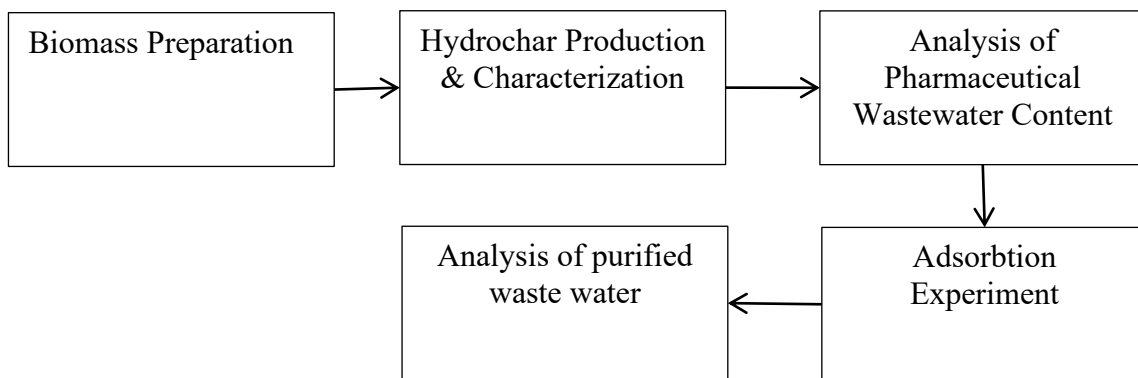 Biomass Preparation
Hydrochar Production
& Characterization
Analysis of
Pharmaceutical
Wastewater Content
Adsorbtion
Experiment
Analysis of purified
waste water